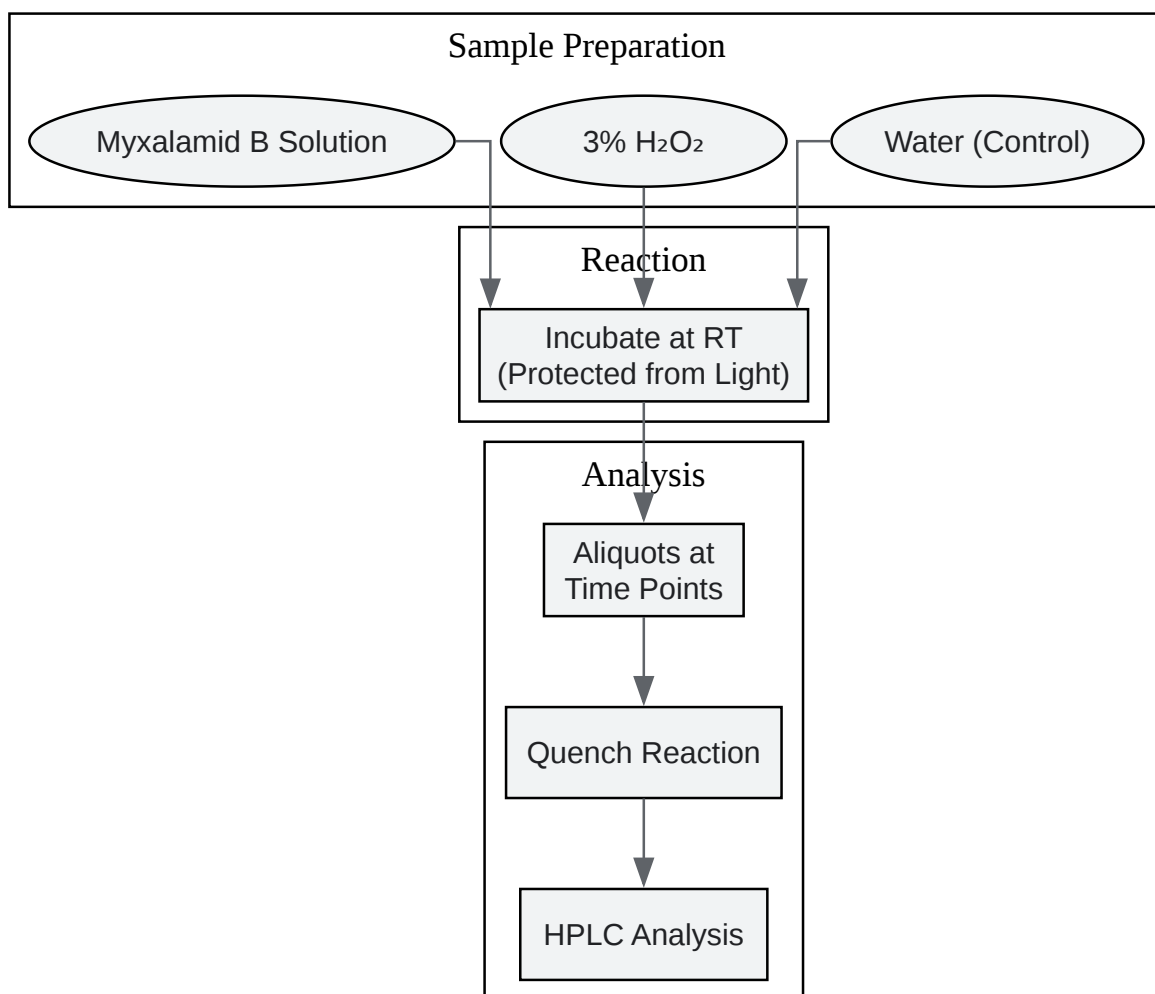 Sample Preparation
Myxalamid B Solution
3% H₂O₂
Water (Control)
Reaction
Incubate at RT
(Protected from Light)
Analysis
Aliquots at
Time Points
Quench Reaction
HPLC Analysis